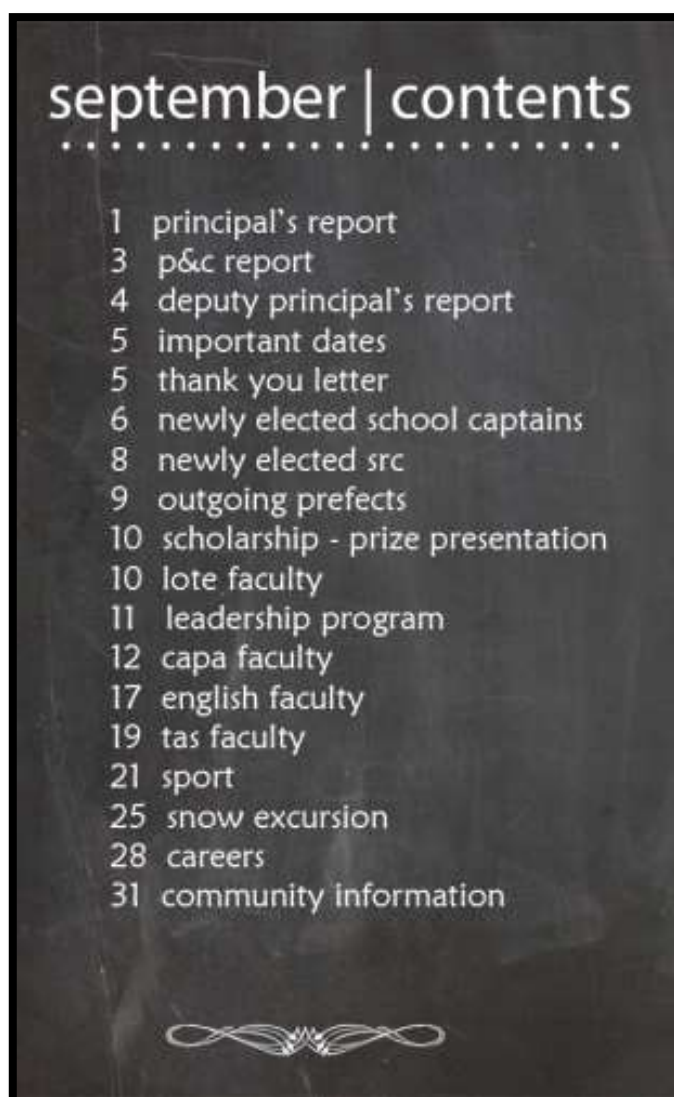 september | contents
1 principal's report
3 p&c report
4 deputy principal's report
5 important dates
5 thank you letter
6 newly elected school captains
8 newly elected src
9 outgoing prefects
10 scholarship - prize presentation
10 lote faculty
11 leadership program
12 capa faculty
17 english faculty
19 tas faculty
21 sport
25 snow excursion
28 careers
31 community information